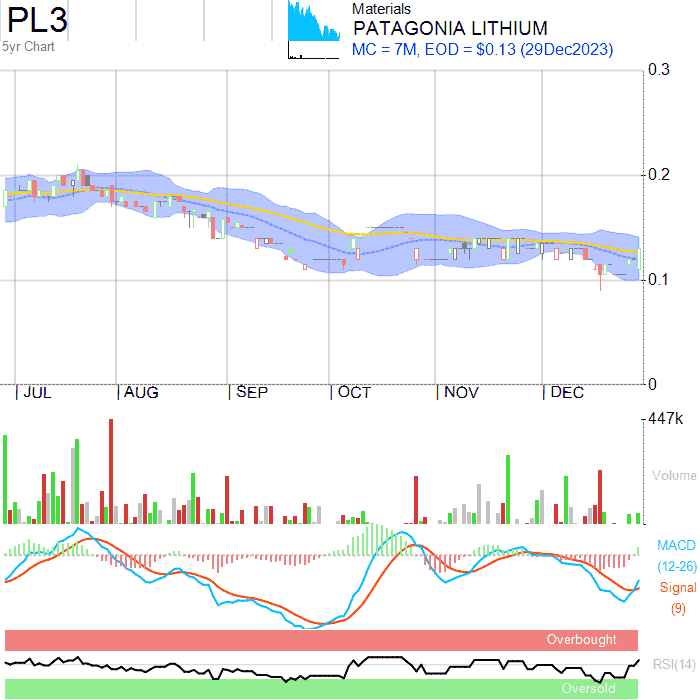 PL3
5yr Chart
Materials
PATAGONIA LITHIUM
MC = 7M, EOD = $0.13 (29Dec2023)
0.3
0.2
0.1
0
JUL AUG SEP OCT NOV DEC
447k
Volume
MACD
(12-26)
Signal
(9)
Overbought
RSI(14)
Oversold